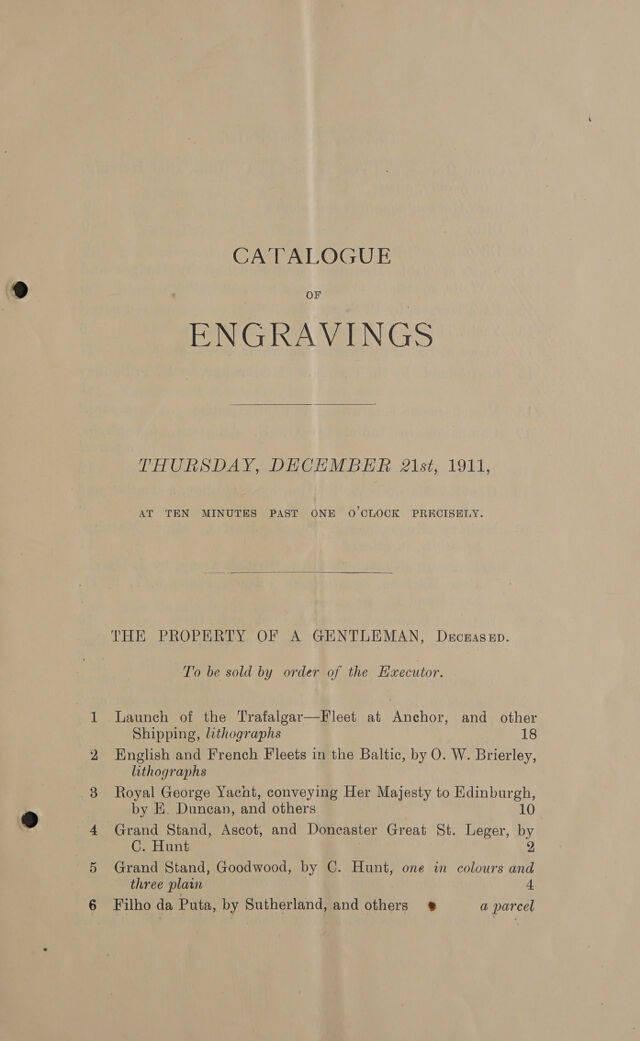 CATALOGUE
OF
ENGRAVINGS
THURSDAY, DECEMBER 21st, 1911,
AT TEN MINUTES PAST ONE O'CLOCK PRECISELY.
THE PROPERTY OF A GENTLEMAN, DECEASED.
To be sold by order of the Executor.
1 Launch of the Trafalgar—Fleet at Anchor, and other
Shipping, lithographs 18
2 English and French Fleets in the Baltic, by O. W. Brierley,
lithographs
3 Royal George Yacht, conveying Her Majesty to Edinburgh,
by E. Duncan, and others 10
4 Grand Stand, Ascot, and Doncaster Great St. Leger, by
C. Hunt 2
5 Grand Stand, Goodwood, by C. Hunt, one in colours and
three plain 4
6 Filho da Puta, by Sutherland, and others a parcel